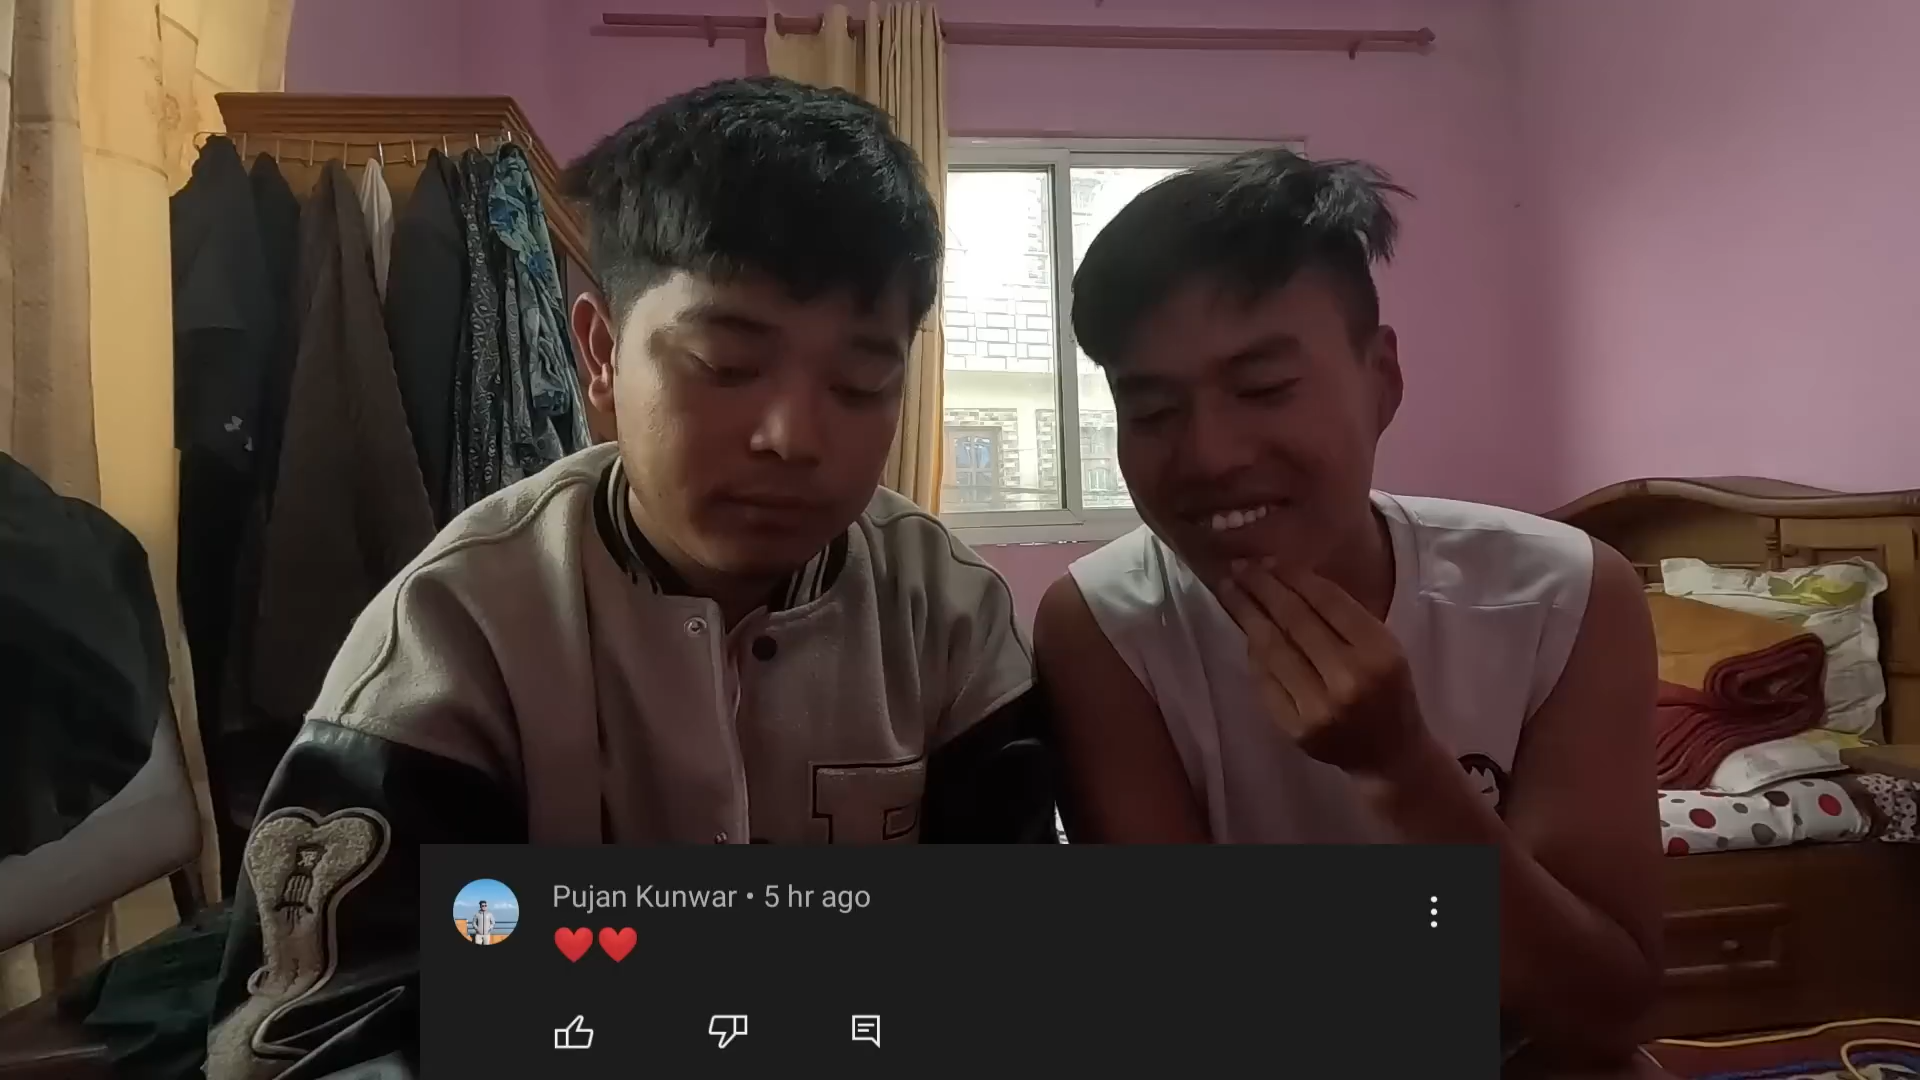 Pujan Kunwar • 5 hr ago
❤️❤️